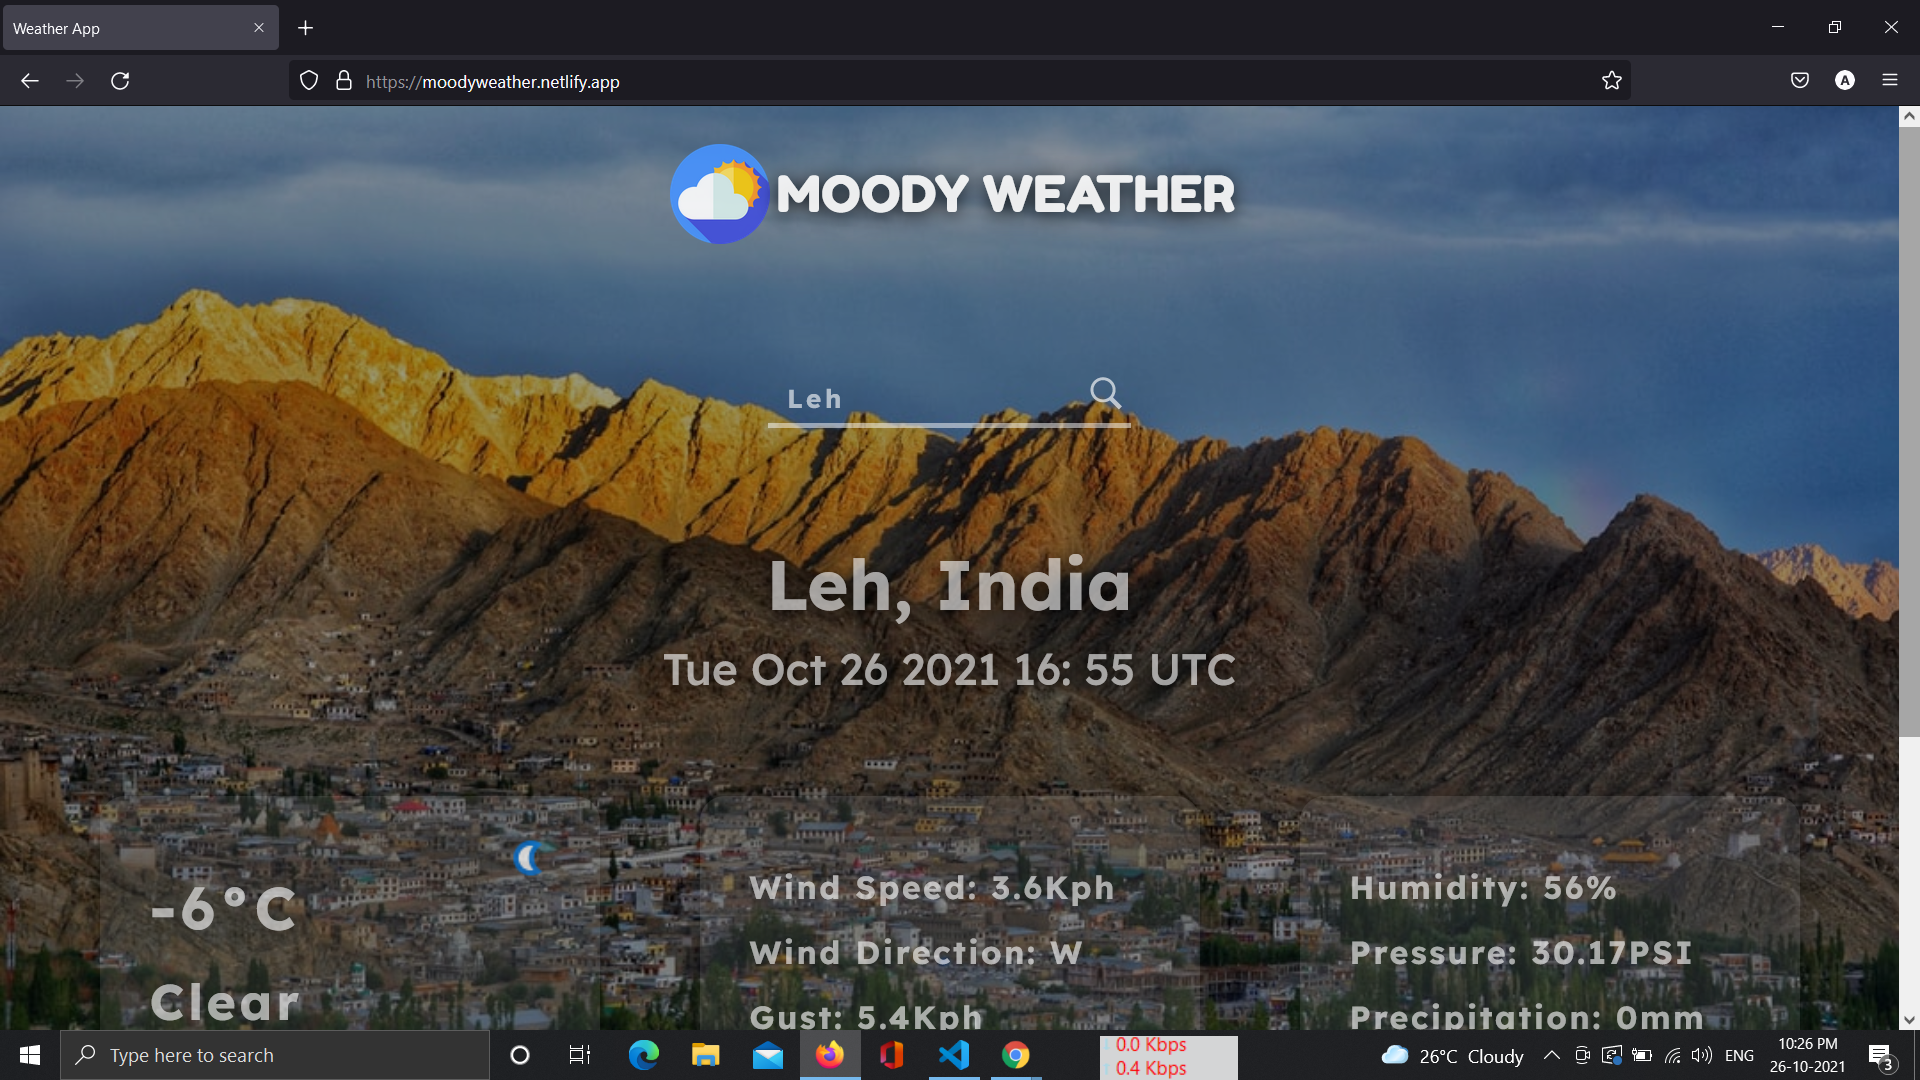 Weather App
https://moodyweather.netlify.app
A
MOODY WEATHER
Leh
Leh, India
Tue Oct 26 2021 16: 55 UTC
-6°C
Clear
Wind Speed: 3.6Kph
Wind Direction: W
Gust: 5.4Kph
Humidity: 56%
Pressure: 30.17PSI
Precipitation: 0mm
Type here to search
0.0 Kbps
0.4 Kbps
26°C Cloudy
ENG
10:26 PM
26-10-2021
3